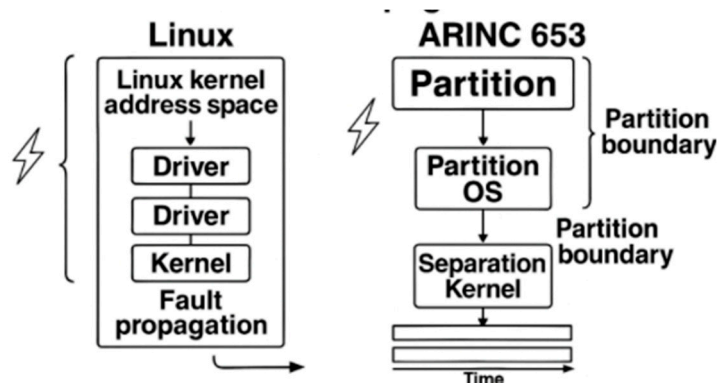 Linux
Linux kernel
address space
Driver
Driver
Kernel
Fault
propagation
ARINC 653
Partition
Partition
OS
Separation
Kernel
Partition
boundary
Partition
boundary
Time